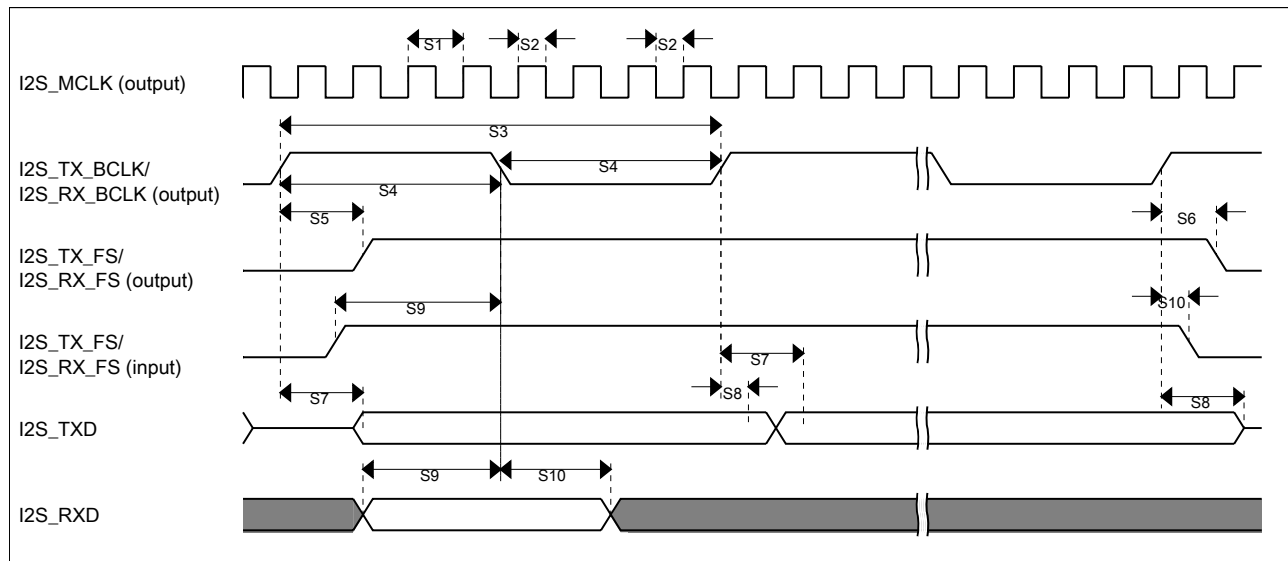 S1
S2
S2
I2S_MCLK (output)
S3
I2S_TX_BCLK/
I2S_RX_BCLK (output)
S4
S4
S5
S6
I2S_TX_FS/
I2S_RX_FS (output)
S9
S10
I2S_TX_FS/
I2S_RX_FS (input)
S7
S7
S8
S8
I2S_TXD
S9
S10
I2S_RXD